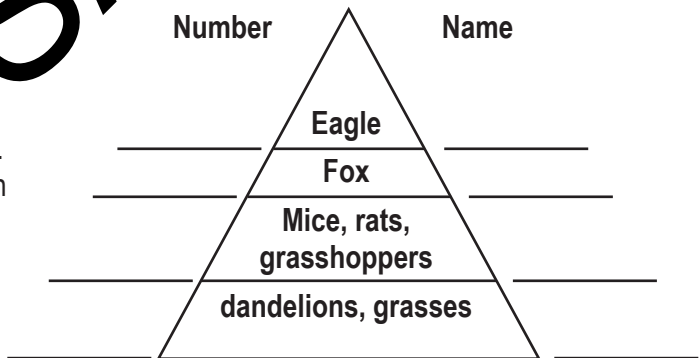 Number Name
Eagle
Fox
Mice, rats,
grasshoppers
dandelions, grasses